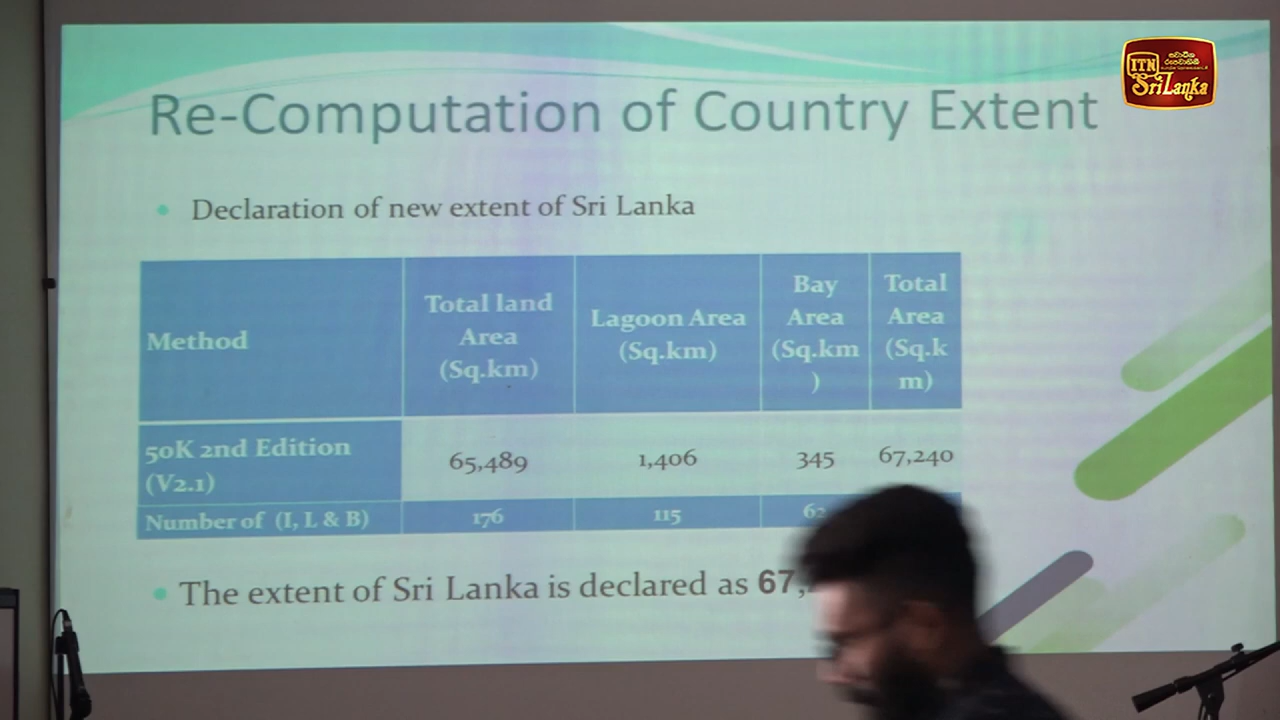 ITN
Sri Lanka
Re-Computation of Country Extent
Declaration of new extent of Sri Lanka
Method
Total land
Area
(Sq.km)
Lagoon Area
(Sq.km)
Bay
Area
(Sq.km
)
Total
Area
(Sq.k
m)
50K 2nd Edition
(V2.1)
65,489
1,406
345
67,240
Number of (I, L & B)
176
115
The extent of Sri Lanka is declared as